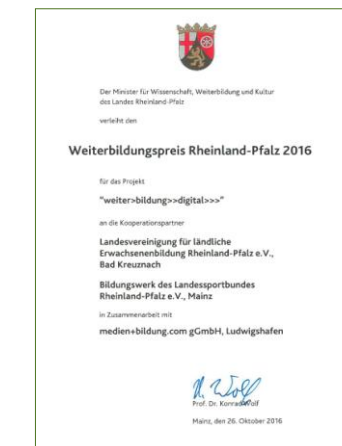 Der Minister für Wissenschaft, Weiterbildung und Kultur
des Landes Rheinland-Pfalz
verleiht den
Weiterbildungspreis Rheinland-Pfalz 2016
für das Projekt
"weiter>bildung>>digital>>>"
an die Kooperationspartner
Landesvereinigung für ländliche
Erwachsenenbildung Rheinland-Pfalz e.V.,
Bad Kreuznach
Bildungswerk des Landessportbundes
Rheinland-Pfalz e.V., Mainz
in Zusammenarbeit mit
medien+bildung.com gGmbH, Ludwigshafen
K. Wolf
Prof. Dr. Konrad Wolf
Mainz, den 26. Oktober 2016